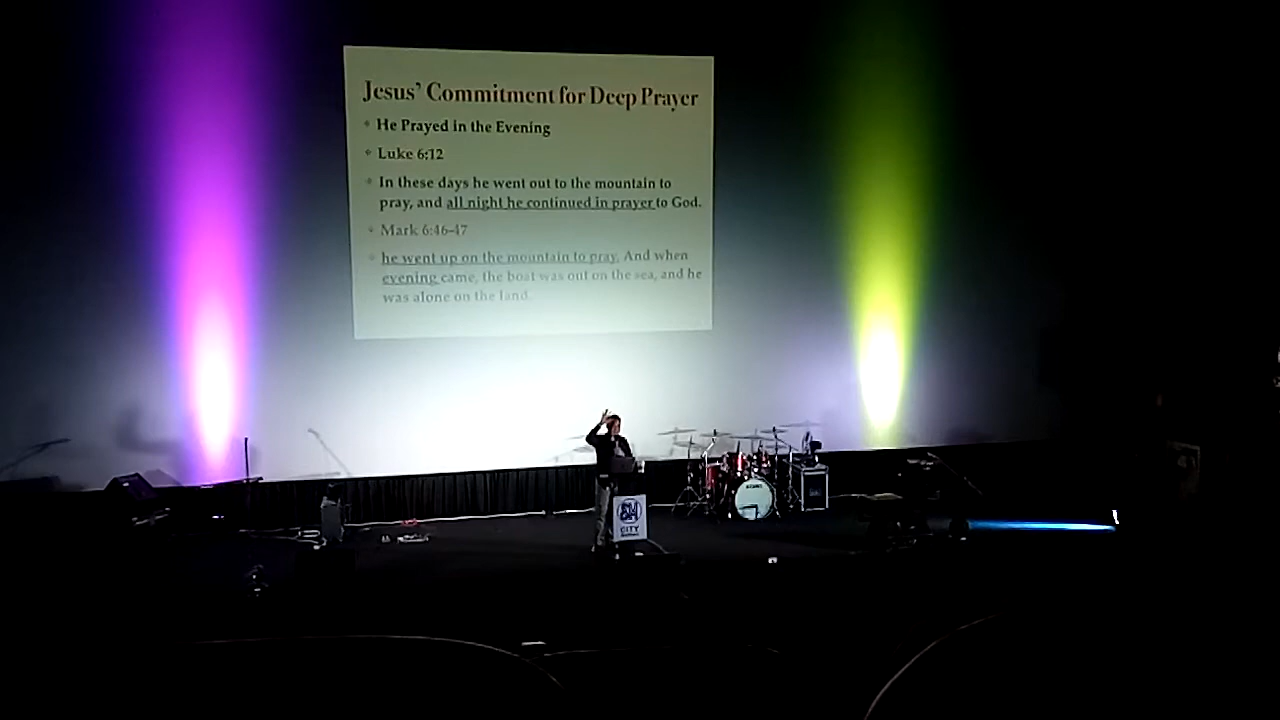 Jesus' Commitment for Deep Prayer
He Prayed in the Evening
Luke 6:12
In these days he went out to the mountain to
pray, and all night he continued in prayer to God.
Mark 6:46-47
he went up on the mountain to pray. And when
evening came, the boat was out on the sea, and he
was alone on the land.
SM
CITY